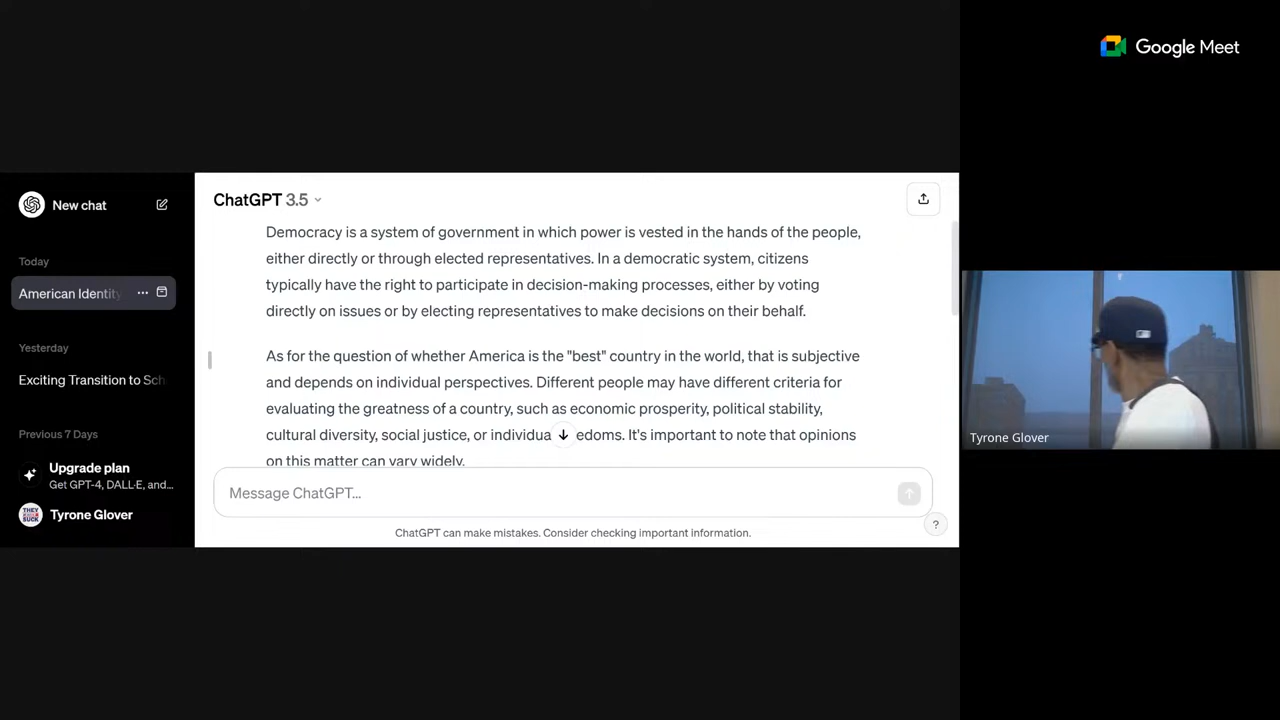 Google Meet
New chat
Today
American Identity
Yesterday
Exciting Transition to Sch
Previous 7 Days
Upgrade plan
Get GPT-4, DALL·E, and...
Tyrone Glover
ChatGPT 3.5
Democracy is a system of government in which power is vested in the hands of the people,
either directly or through elected representatives. In a democratic system, citizens
typically have the right to participate in decision-making processes, either by voting
directly on issues or by electing representatives to make decisions on their behalf.
As for the question of whether America is the "best" country in the world, that is subjective
and depends on individual perspectives. Different people may have different criteria for
evaluating the greatness of a country, such as economic prosperity, political stability,
cultural diversity, social justice, or individua edoms. It's important to note that opinions
on this matter can vary widely.
Message ChatGPT...
ChatGPT can make mistakes. Consider checking important information.
?
Tyrone Glover